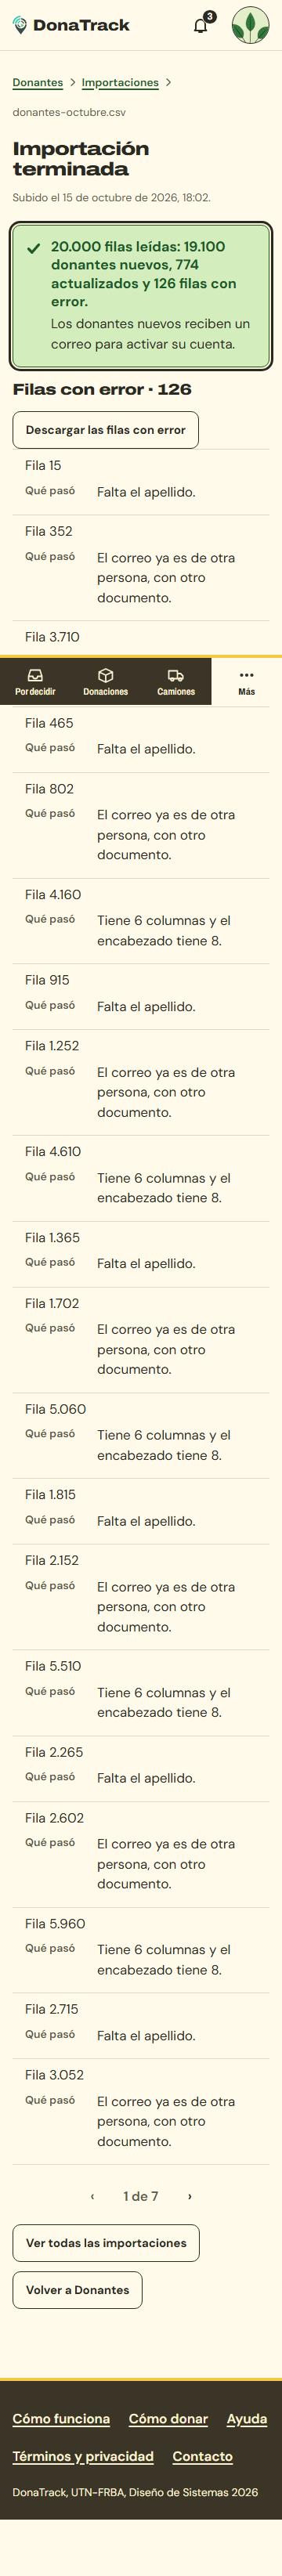 DonaTrack
3
Donantes > Importaciones >
donantes-octubre.csv
Importación
terminada
Subido el 15 de octubre de 2026, 18:02.
20.000 filas leídas: 19.100
donantes nuevos, 774
actualizados y 126 filas con
error.
Los donantes nuevos reciben un
correo para activar su cuenta.
Filas con error · 126
Descargar las filas con error
Fila 15
Qué pasó Falta el apellido.
Fila 352
Qué pasó El correo ya es de otra
persona, con otro
documento.
Fila 3.710
Por decidir Donaciones Camiones Más
Fila 465
Qué pasó Falta el apellido.
Fila 802
Qué pasó El correo ya es de otra
persona, con otro
documento.
Fila 4.160
Qué pasó Tiene 6 columnas y el
encabezado tiene 8.
Fila 915
Qué pasó Falta el apellido.
Fila 1.252
Qué pasó El correo ya es de otra
persona, con otro
documento.
Fila 4.610
Qué pasó Tiene 6 columnas y el
encabezado tiene 8.
Fila 1.365
Qué pasó Falta el apellido.
Fila 1.702
Qué pasó El correo ya es de otra
persona, con otro
documento.
Fila 5.060
Qué pasó Tiene 6 columnas y el
encabezado tiene 8.
Fila 1.815
Qué pasó Falta el apellido.
Fila 2.152
Qué pasó El correo ya es de otra
persona, con otro
documento.
Fila 5.510
Qué pasó Tiene 6 columnas y el
encabezado tiene 8.
Fila 2.265
Qué pasó Falta el apellido.
Fila 2.602
Qué pasó El correo ya es de otra
persona, con otro
documento.
Fila 5.960
Qué pasó Tiene 6 columnas y el
encabezado tiene 8.
Fila 2.715
Qué pasó Falta el apellido.
Fila 3.052
Qué pasó El correo ya es de otra
persona, con otro
documento.
‹ 1 de 7 ›
Ver todas las importaciones
Volver a Donantes
Cómo funciona Cómo donar Ayuda
Términos y privacidad Contacto
DonaTrack, UTN-FRBA, Diseño de Sistemas 2026